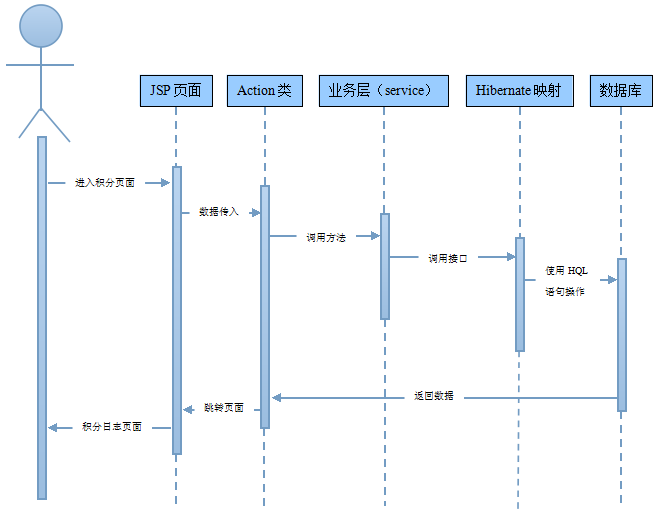 JSP 页面
Action 类
业务层（service）
Hibernate 映射
数据库
进入积分页面
数据传入
调用方法
调用接口
使用 HQL
语句操作
返回数据
跳转页面
积分日志页面